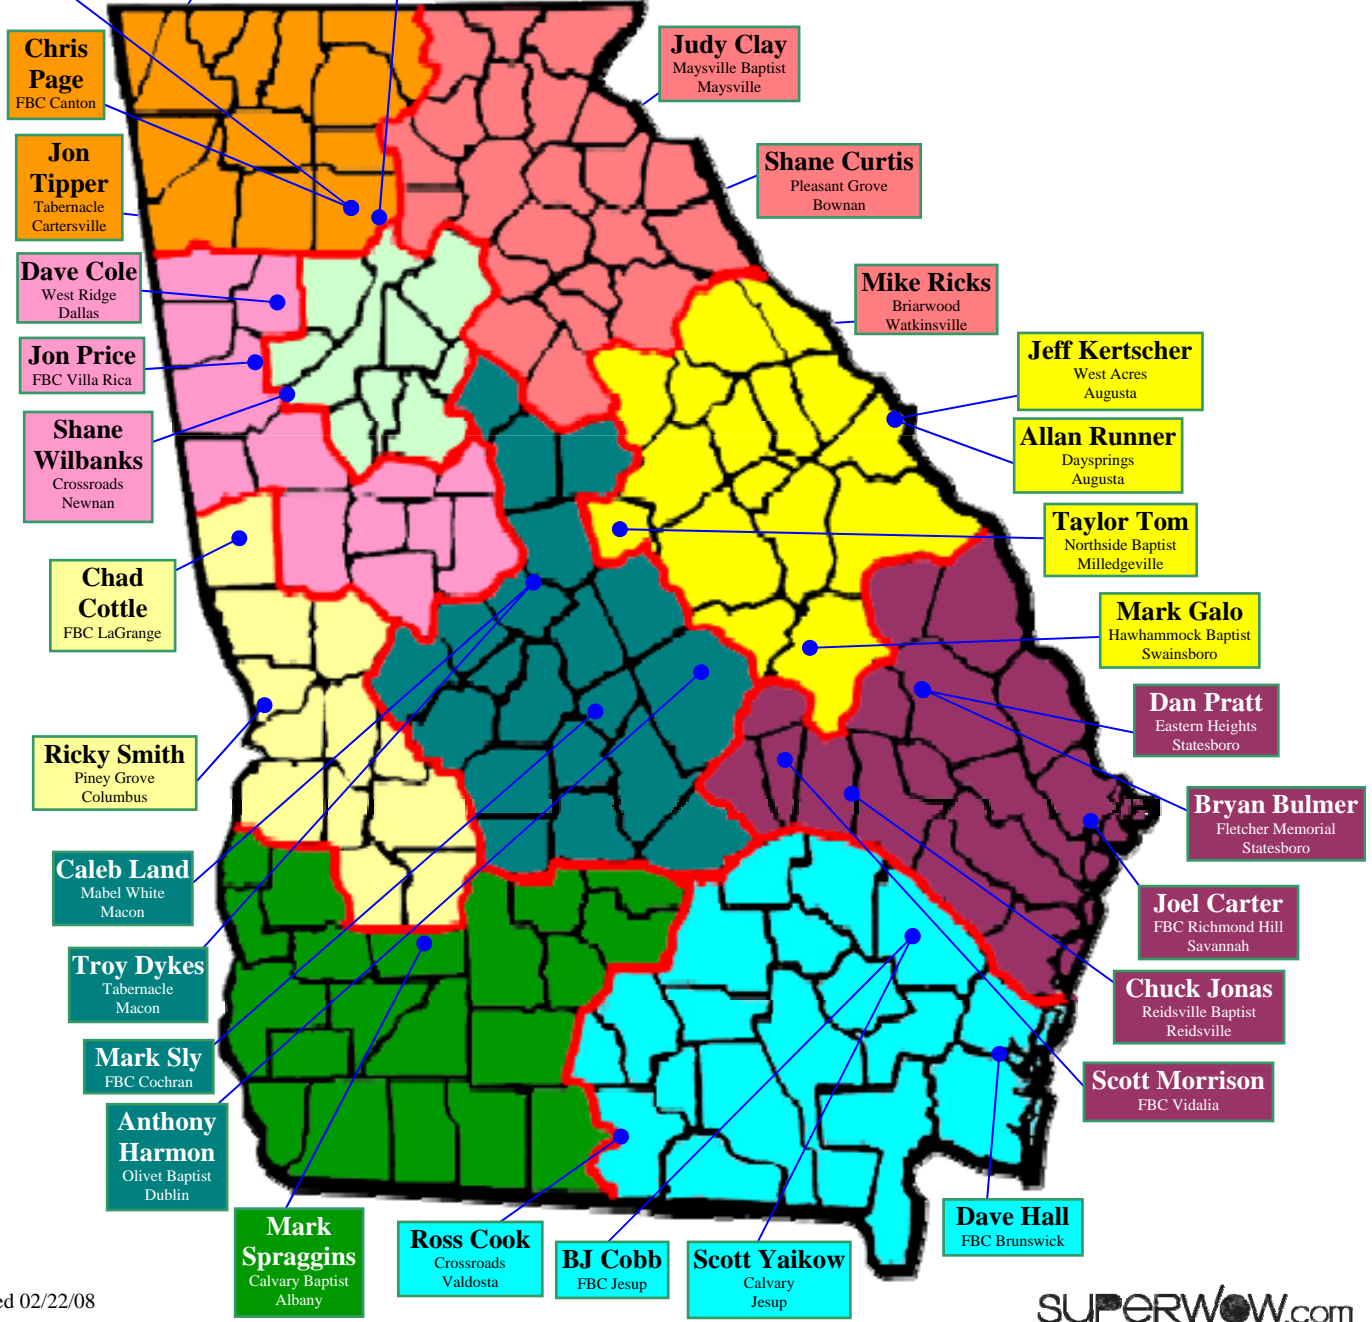 Chris
Page
FBC Canton
Judy Clay
Maysville Baptist
Maysville
Jon
Tipper
Tabernacle
Cartersville
Shane Curtis
Pleasant Grove
Bownan
Dave Cole
West Ridge
Dallas
Mike Ricks
Briarwood
Watkinsville
Jon Price
FBC Villa Rica
Jeff Kertscher
West Acres
Augusta
Shane
Wilbanks
Crossroads
Newnan
Allan Runner
Daysprings
Augusta
Taylor Tom
Northside Baptist
Milledgeville
Chad
Cottle
FBC LaGrange
Mark Galo
Hawhammock Baptist
Swainsboro
Dan Pratt
Eastern Heights
Statesboro
Ricky Smith
Piney Grove
Columbus
Bryan Bulmer
Fletcher Memorial
Statesboro
Caleb Land
Mabel White
Macon
Joel Carter
FBC Richmond Hill
Savannah
Troy Dykes
Tabernacle
Macon
Chuck Jonas
Reidsville Baptist
Reidsville
Mark Sly
FBC Cochran
Scott Morrison
FBC Vidalia
Anthony
Harmon
Olivet Baptist
Dublin
Mark
Spraggins
Calvary Baptist
Albany
Ross Cook
Crossroads
Valdosta
BJ Cobb
FBC Jesup
Scott Yaikow
Calvary
Jesup
Dave Hall
FBC Brunswick
ed 02/22/08
SUPERWOW.com